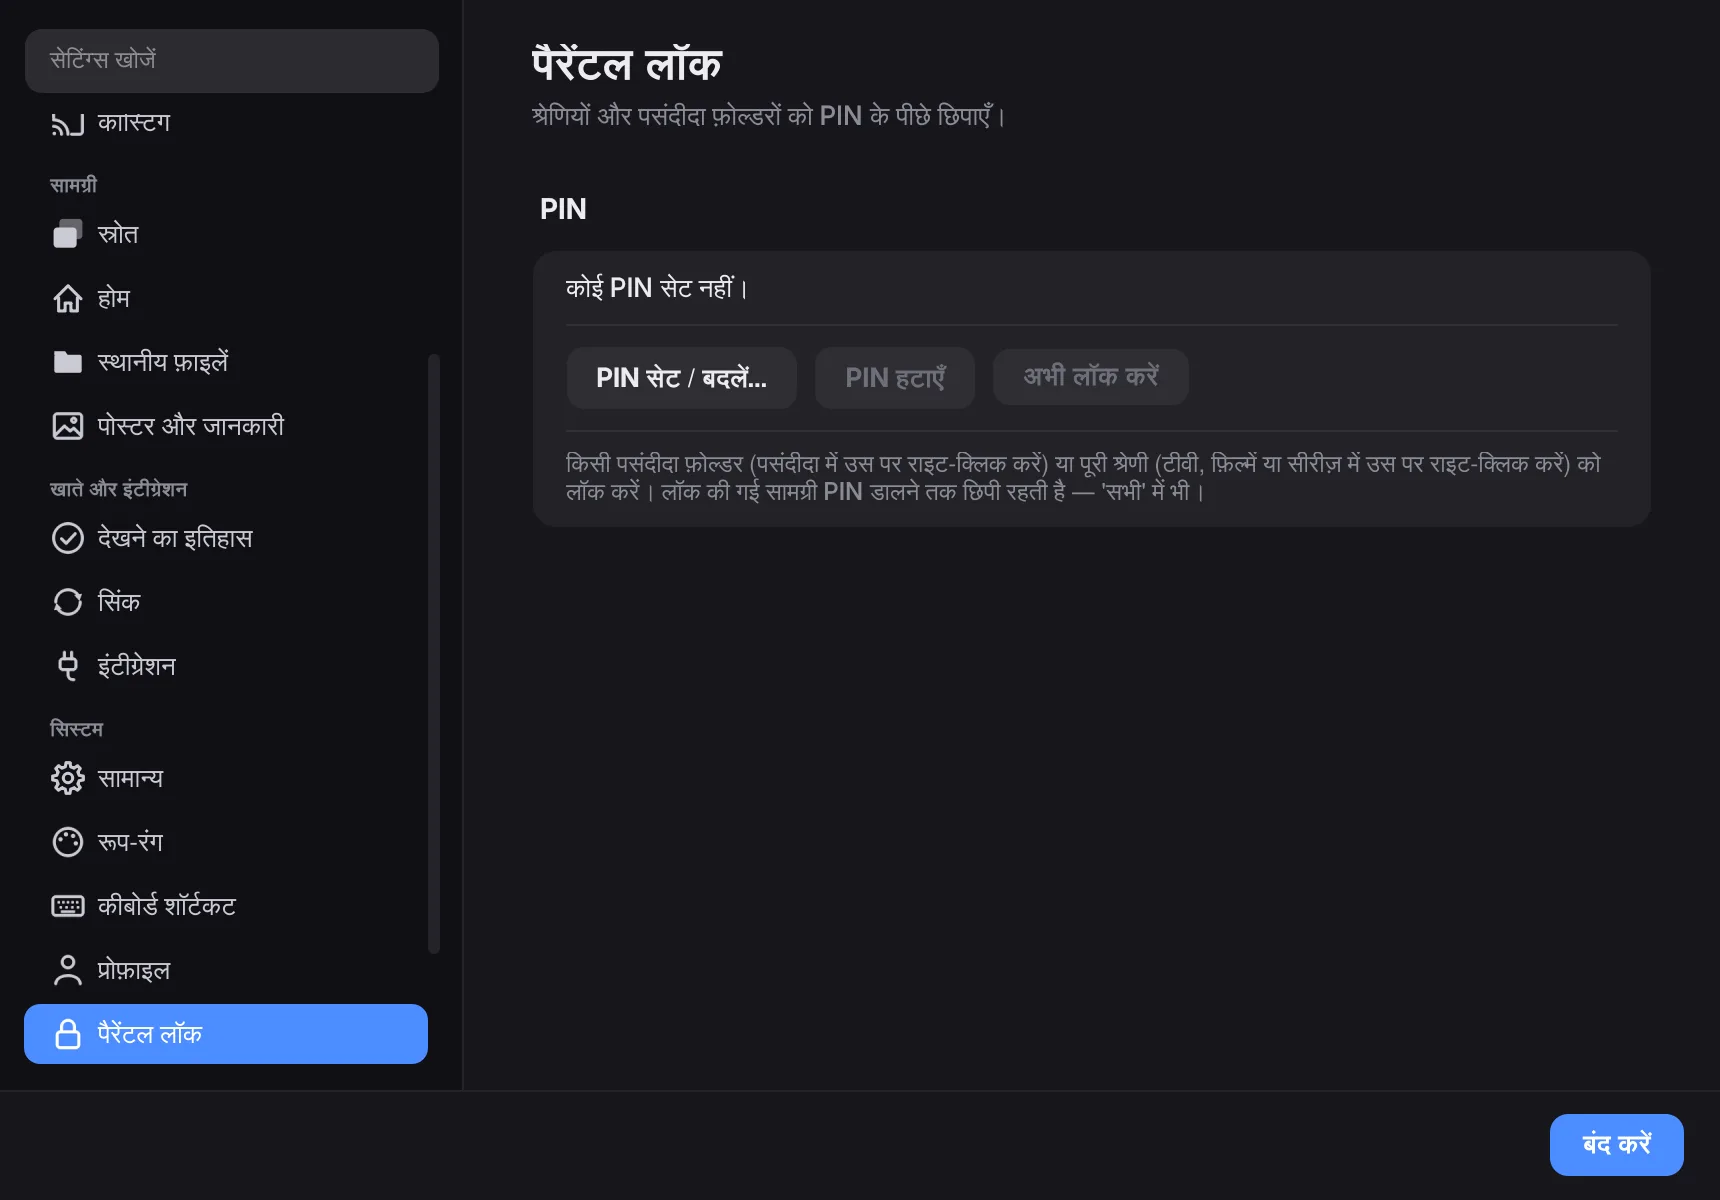 सेटिंग्स खोजें
कास्टिंग
सामग्री
स्रोत
होम
स्थानीय फ़ाइलें
पोस्टर और जानकारी
खाते और इंटीग्रेशन
देखने का इतिहास
सिंक
इंटीग्रेशन
सिस्टम
सामान्य
रूप-रंग
कीबोर्ड शॉर्टकट
प्रोफ़ाइल
पैरेंटल लॉक
पैरेंटल लॉक
श्रेणियों और पसंदीदा फ़ोल्डरों को PIN के पीछे छिपाएँ।
PIN
कोई PIN सेट नहीं।
PIN सेट / बदलें...
PIN हटाएँ
अभी लॉक करें
किसी पसंदीदा फ़ोल्डर (पसंदीदा में उस पर राइट-क्लिक करें) या पूरी श्रेणी (टीवी, फ़िल्में या सीरीज़ में उस पर राइट-क्लिक करें) को
लॉक करें। लॉक की गई सामग्री PIN डालने तक छिपी रहती है — 'सभी' में भी।
बंद करें